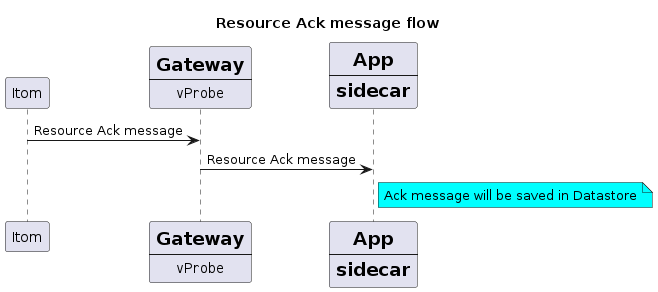 Resource Ack message flow
Itom
Gateway
vProbe
App
sidecar
Resource Ack message
Resource Ack message
Ack message will be saved in Datastore
Itom
Gateway
vProbe
App
sidecar